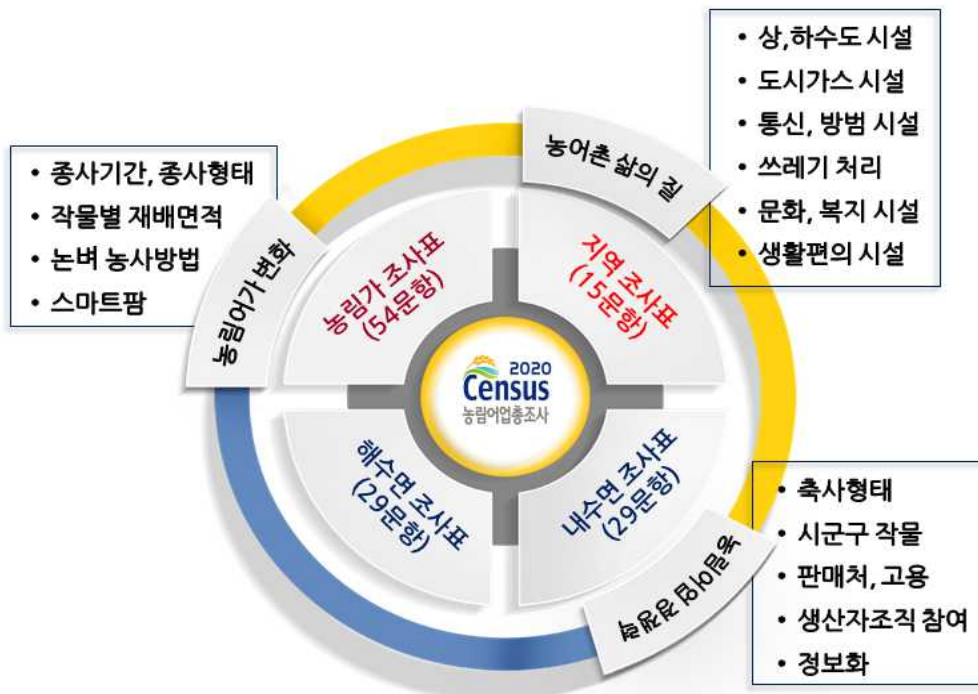 • 상,하수도 시설
• 도시가스 시설
• 통신, 방범 시설
• 쓰레기 처리
• 문화, 복지 시설
• 생활편의 시설
농어촌 삶의 질
• 종사기간, 종사형태
• 작물별 재배면적
• 논벼 농사방법
• 스마트팜
농림어가 변화
농림가 조사표
(54문항)
지역 조사표
(15문항)
2020
Census
농림어업총조사
해수면 조사표
(29문항)
내수면 조사표
(29문항)
농림어업 경쟁력
• 축사형태
• 시군구 작물
• 판매처, 고용
• 생산자조직 참여
• 정보화